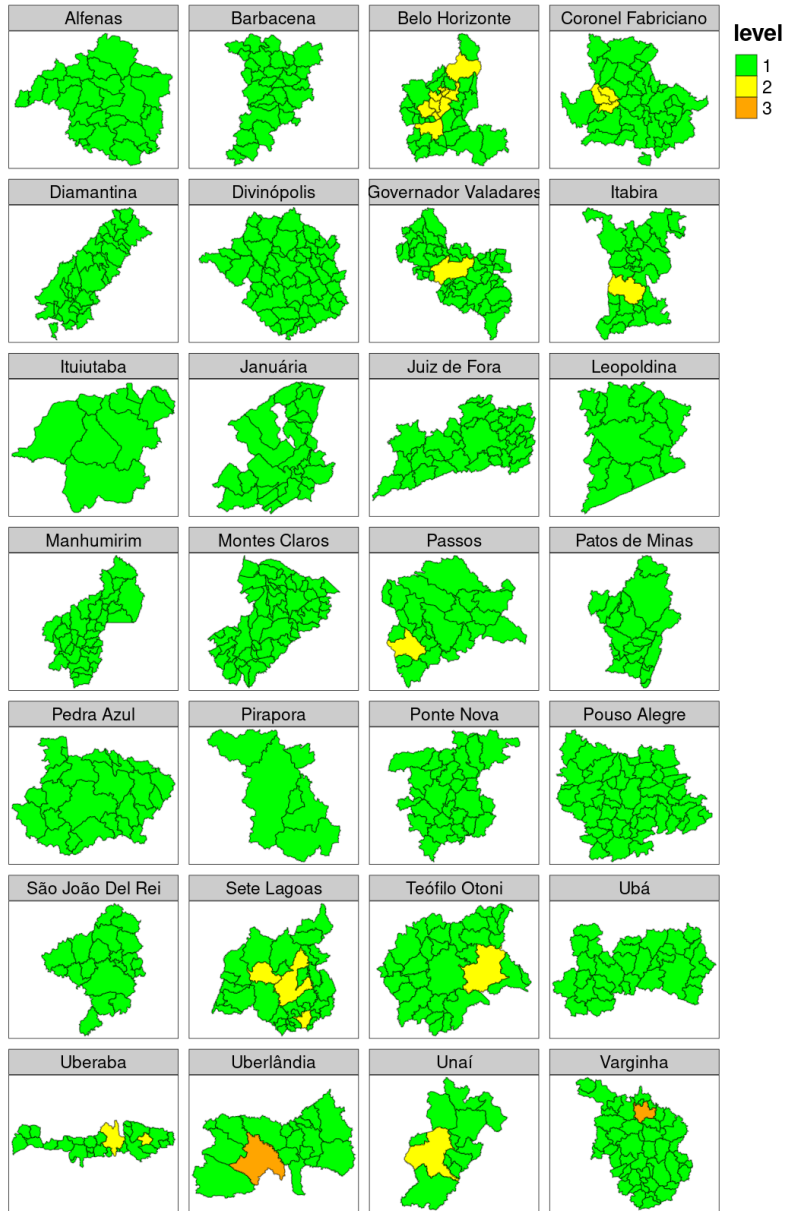 Alfenas
Barbacena
Belo Horizonte
Coronel Fabriciano
level
1
2
3
Diamantina
Divinópolis
Governador Valadares
Itabira
Ituiutaba
Januária
Juiz de Fora
Leopoldina
Manhumirim
Montes Claros
Passos
Patos de Minas
Pedra Azul
Pirapora
Ponte Nova
Pouso Alegre
São João Del Rei
Sete Lagoas
Teófilo Otoni
Ubá
Uberaba
Uberlândia
Unaí
Varginha